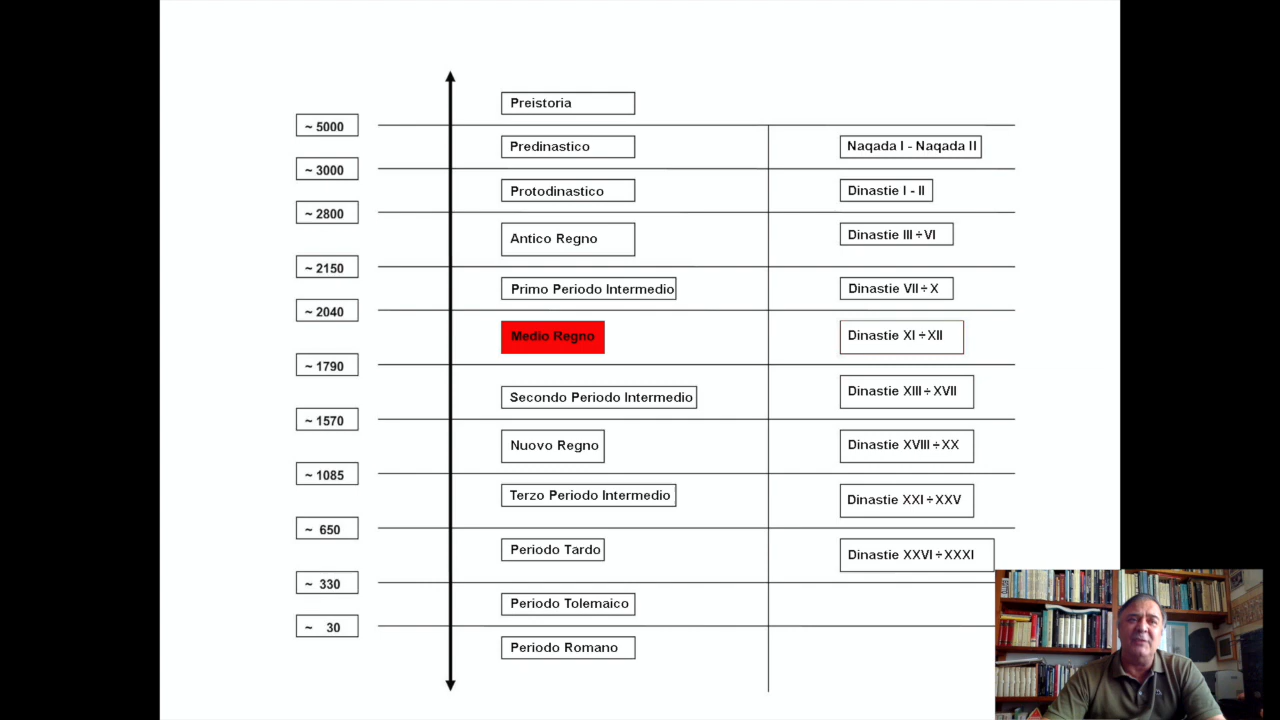 Preistoria
~ 5000
Predinastico
Naqada I - Naqada II
~ 3000
Protodinastico
Dinastie I - II
~ 2800
Antico Regno
Dinastie III ÷ VI
~ 2150
Primo Periodo Intermedio
Dinastie VII ÷ X
~ 2040
Medio Regno
Dinastie XI ÷ XII
~ 1790
Secondo Periodo Intermedio
Dinastie XIII ÷ XVII
~ 1570
Nuovo Regno
Dinastie XVIII ÷ XX
~ 1085
Terzo Periodo Intermedio
Dinastie XXI ÷ XXV
~ 650
Periodo Tardo
Dinastie XXVI ÷ XXXI
~ 330
Periodo Tolemaico
~ 30
Periodo Romano